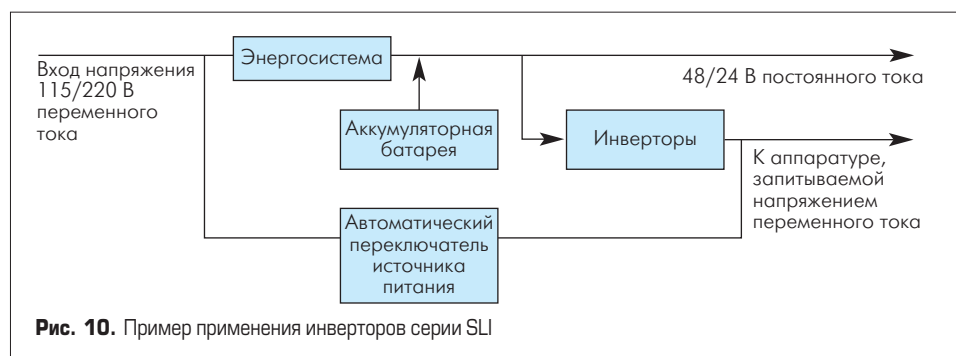 Вход напряжения
115/220 В
переменного
тока
Энергосистема
48/24 В постоянного тока
Аккумуляторная
батарея
Инверторы
К аппаратуре,
запитываемой
напряжением
переменного тока
Автоматический
переключатель
источника
питания
Рис. 10. Пример применения инверторов серии SLI